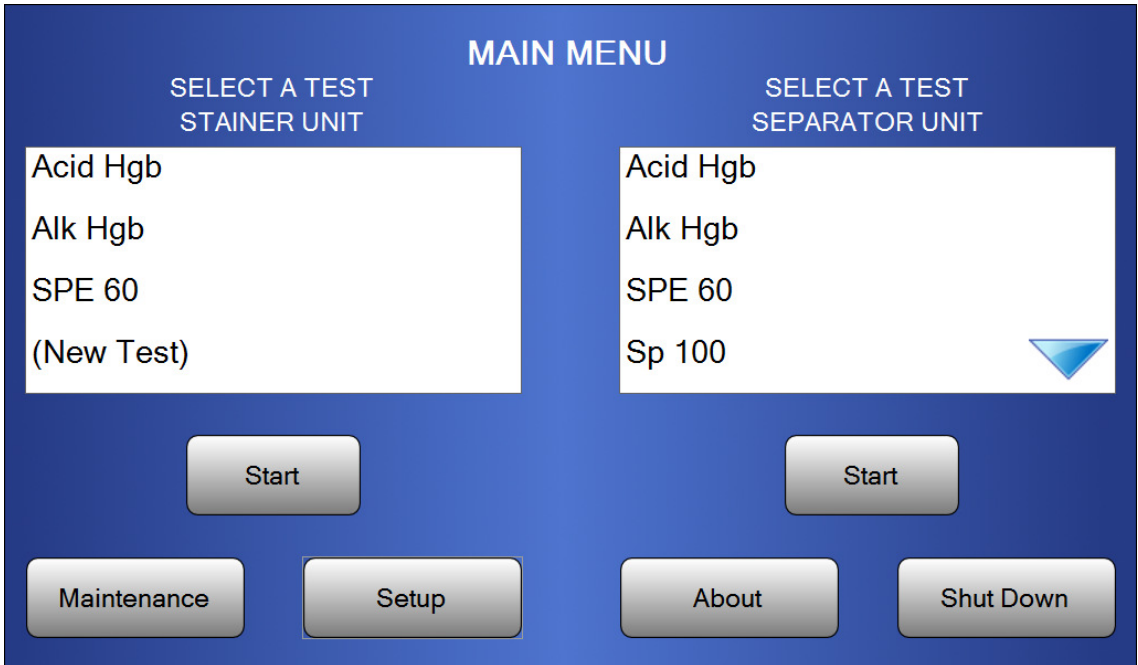 MAIN MENU
SELECT A TEST
STAINER UNIT
Acid Hgb
Alk Hgb
SPE 60
(New Test)
Start
SELECT A TEST
SEPARATOR UNIT
Acid Hgb
Alk Hgb
SPE 60
Sp 100
Start
Maintenance
Setup
About
Shut Down